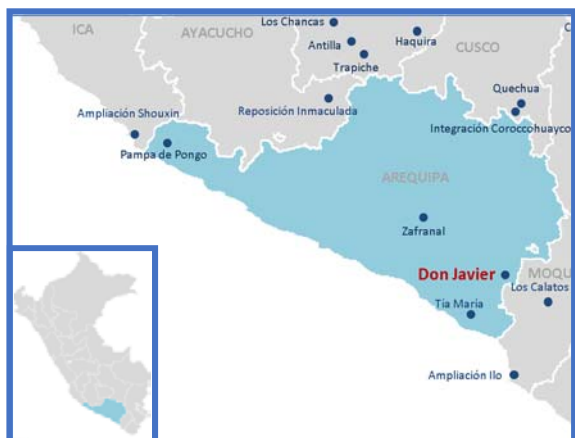 Los Chancas
ICA
AYACUCHO
Antilla
Haquira
CUSCO
Trapiche
Quechua
Ampliación Shouxin
Reposición Inmaculada
Integración Coroccohuayco
Pampa de Pongo
AREQUIPA
Zafranal
Don Javier
MOQU
Los Calatos
Tía María
Ampliación Ilo